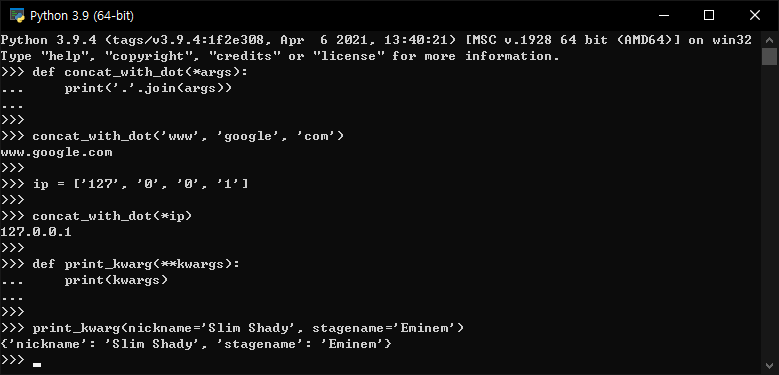 Python 3.9 (64-bit)
Python 3.9.4 (tags/v3.9.4:1f2e308, Apr  6 2021, 13:40:21) [MSC v.1928 64 bit (AMD64)] on win32
Type "help", "copyright", "credits" or "license" for more information.
>>> def concat_with_dot(*args):
...     print('.'.join(args))
...
>>>
>>> concat_with_dot('www', 'google', 'com')
www.google.com
>>>
>>> ip = ['127', '0', '0', '1']
>>>
>>> concat_with_dot(*ip)
127.0.0.1
>>>
>>> def print_kwarg(**kwargs):
...     print(kwargs)
...
>>>
>>> print_kwarg(nickname='Slim Shady', stagename='Eminem')
{'nickname': 'Slim Shady', 'stagename': 'Eminem'}
>>>